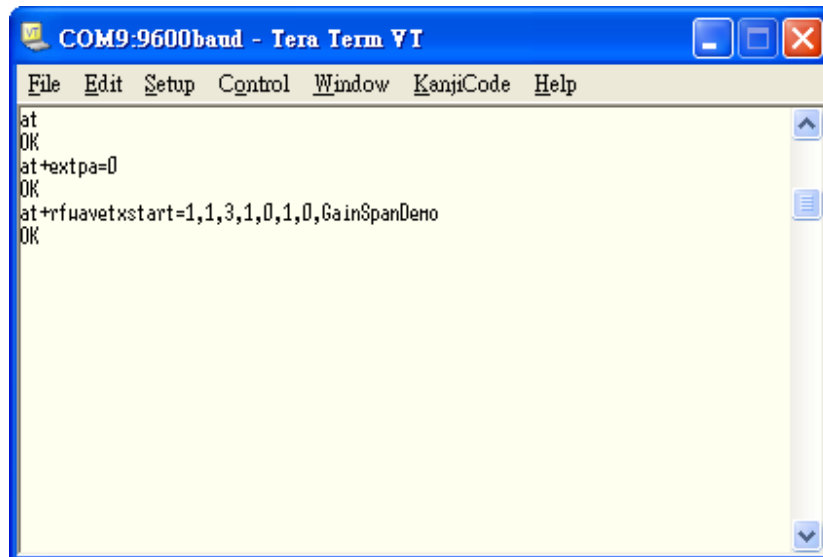 COM9:9600baud - Tera Term VT
File Edit Setup Control Window KanjiCode Help
at
OK
at+extpa=0
OK
at+rfwavetxstart=1,1,3,1,0,1,0,GainSpanDemo
OK